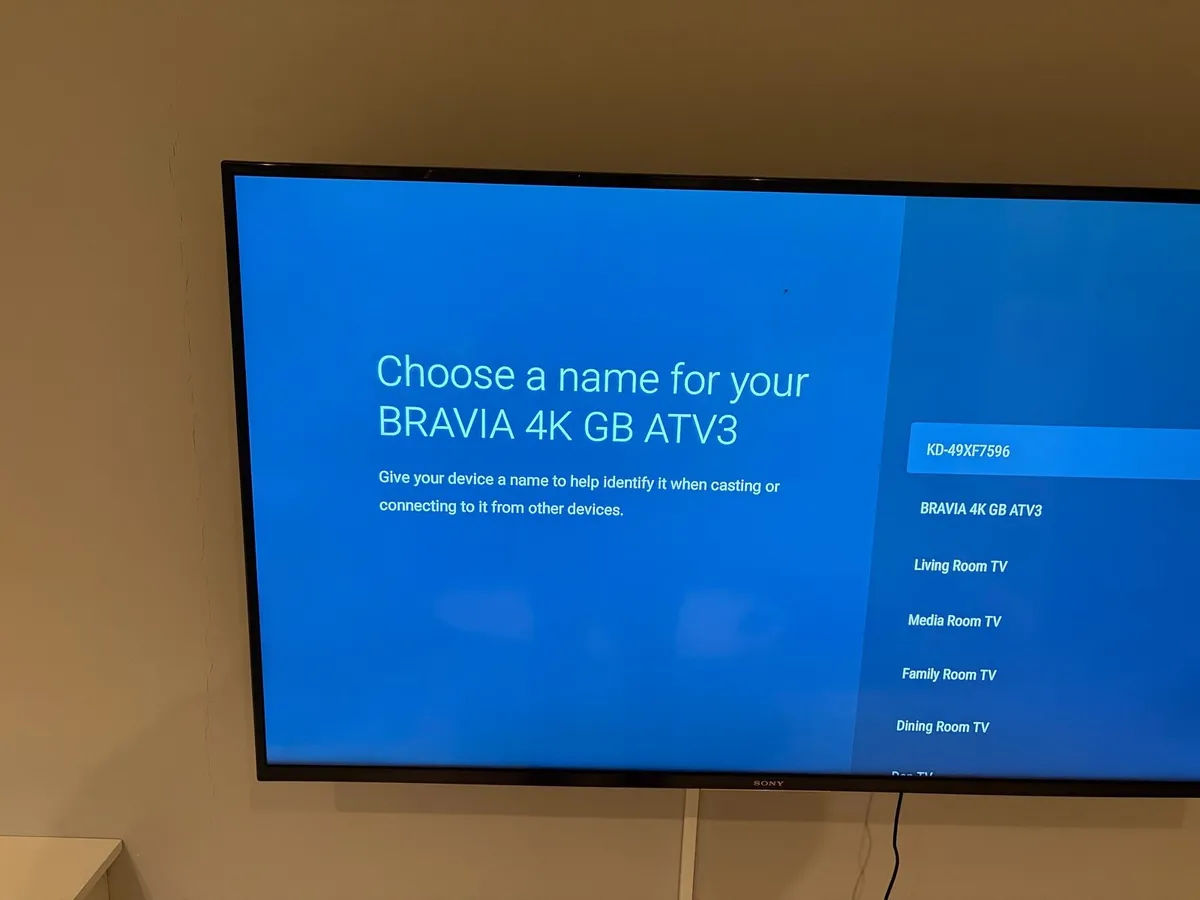 Choose a name for your
BRAVIA 4K GB ATV3
Give your device a name to help identify it when casting or
connecting to it from other devices.
KD-49XF7596
BRAVIA 4K GB ATV3
Living Room TV
Media Room TV
Family Room TV
Dining Room TV
SONY